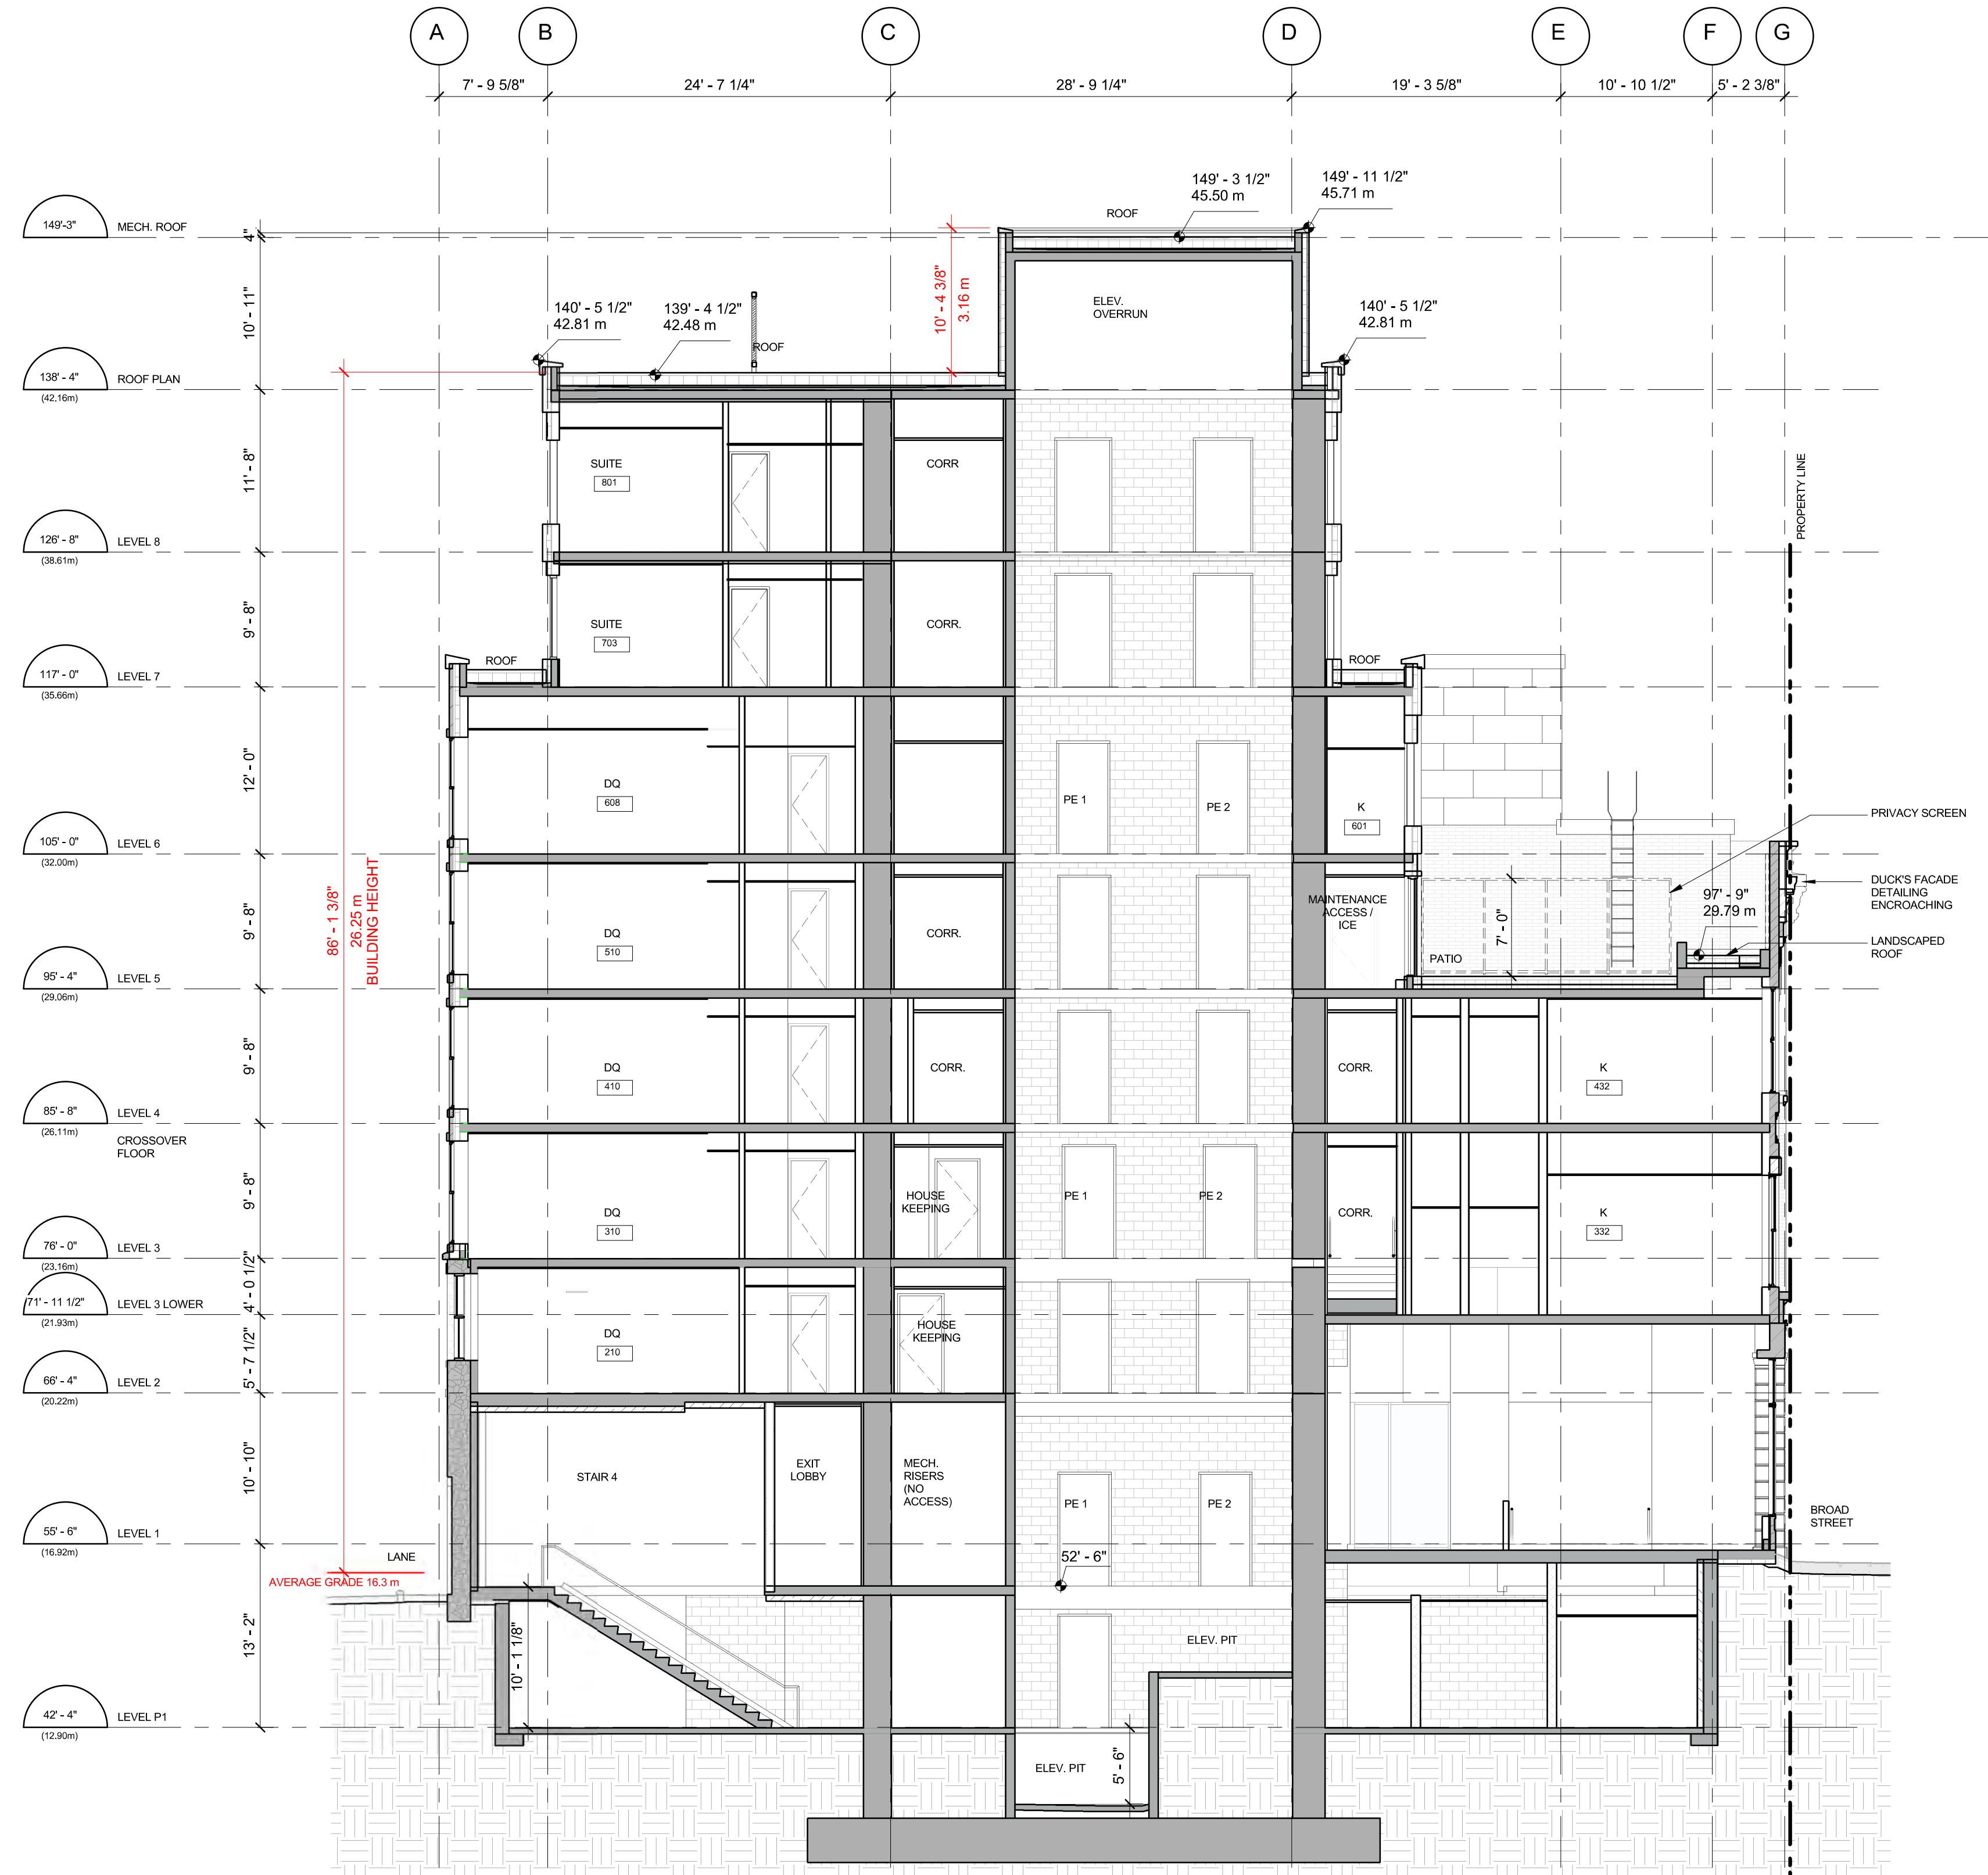 A
B
C
D
E
F
G
7' - 9 5/8"
24' - 7 1/4"
28' - 9 1/4"
19' - 3 5/8"
10' - 10 1/2"
5' - 2 3/8"
149' - 3 1/2"
45.50 m
149' - 11 1/2"
45.71 m
ROOF
149'-3"
MECH. ROOF
4"
10' - 11"
10' - 4 3/8"
3.16 m
ELEV.
OVERRUN
140' - 5 1/2"
42.81 m
139' - 4 1/2"
42.48 m
ROOF
140' - 5 1/2"
42.81 m
138' - 4"
ROOF PLAN
(42.16m)
11' - 8"
SUITE
801
CORR
PROPERTY LINE
126' - 8"
LEVEL 8
(38.61m)
9' - 8"
SUITE
703
CORR.
ROOF
ROOF
117' - 0"
LEVEL 7
(35.66m)
12' - 0"
DQ
608
PE 1
PE 2
K
601
PRIVACY SCREEN
105' - 0"
LEVEL 6
(32.00m)
86' - 1 3/8"
26.25 m
BUILDING HEIGHT
9' - 8"
DQ
510
CORR.
MAINTENANCE
ACCESS /
ICE
PATIO
7' - 0"
97' - 9"
29.79 m
DUCK'S FACADE
DETAILING
ENCROACHING
LANDSCAPED
ROOF
95' - 4"
LEVEL 5
(29.06m)
9' - 8"
DQ
410
CORR.
CORR.
K
432
85' - 8"
LEVEL 4
(26.11m)
CROSSOVER
FLOOR
9' - 8"
DQ
310
HOUSE
KEEPING
PE 1
PE 2
CORR.
K
332
76' - 0"
LEVEL 3
(23.16m)
4' - 0 1/2"
71' - 11 1/2"
LEVEL 3 LOWER
(21.93m)
5' - 7 1/2"
DQ
210
HOUSE
KEEPING
66' - 4"
LEVEL 2
(20.22m)
10' - 10"
STAIR 4
EXIT
LOBBY
MECH.
RISERS
(NO
ACCESS)
PE 1
PE 2
BROAD
STREET
55' - 6"
LEVEL 1
(16.92m)
LANE
AVERAGE GRADE 16.3 m
52' - 6"
13' - 2"
10' - 1 1/8"
ELEV. PIT
42' - 4"
LEVEL P1
(12.90m)
ELEV. PIT
5' - 6"